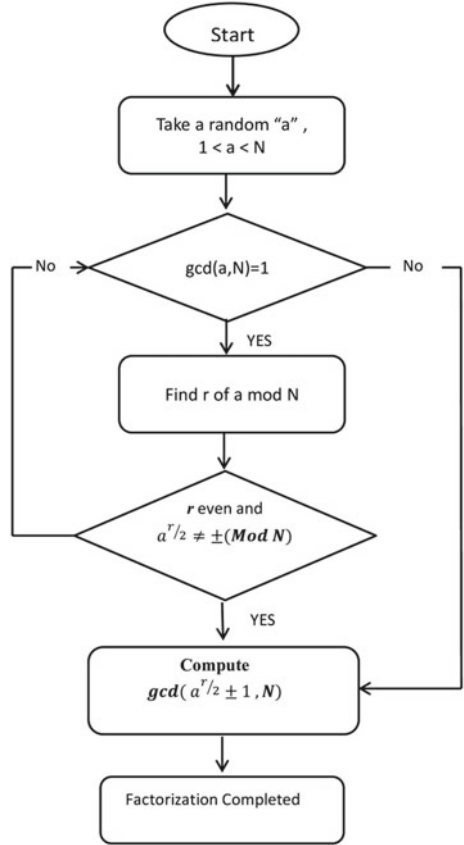 Start
Take a random “a” ,
1 < a < N
No
gcd(a,N)=1
No
YES
Find r of a mod N
r even and
a^{r/2} ≠ ±(Mod N)
YES
Compute
gcd( a^{r/2} ± 1 , N)
Factorization Completed